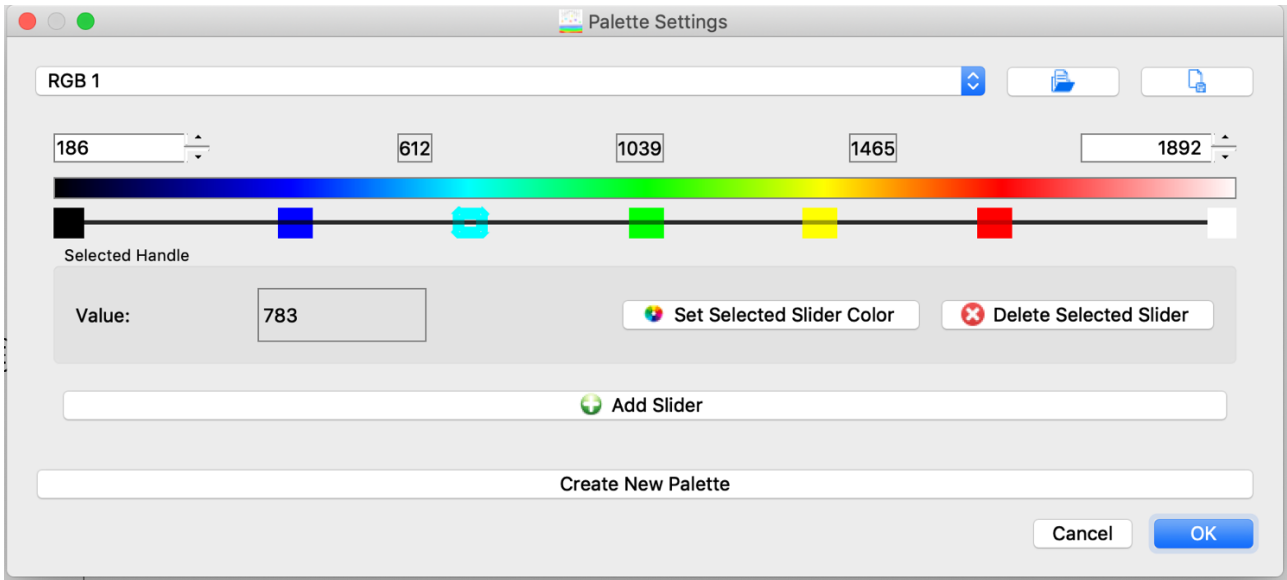 Palette Settings
RGB 1
186 612 1039 1465 1892
Selected Handle
Value: 783 Set Selected Slider Color Delete Selected Slider
Add Slider
Create New Palette
Cancel OK